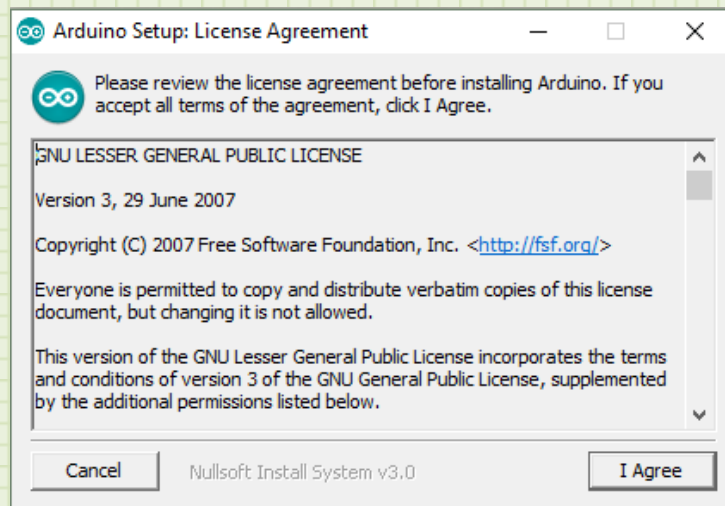 Arduino Setup: License Agreement
Please review the license agreement before installing Arduino. If you
accept all terms of the agreement, click I Agree.
GNU LESSER GENERAL PUBLIC LICENSE
Version 3, 29 June 2007
Copyright (C) 2007 Free Software Foundation, Inc. <http://fsf.org/>
Everyone is permitted to copy and distribute verbatim copies of this license
document, but changing it is not allowed.
This version of the GNU Lesser General Public License incorporates the terms
and conditions of version 3 of the GNU General Public License, supplemented
by the additional permissions listed below.
Cancel
Nullsoft Install System v3.0
I Agree